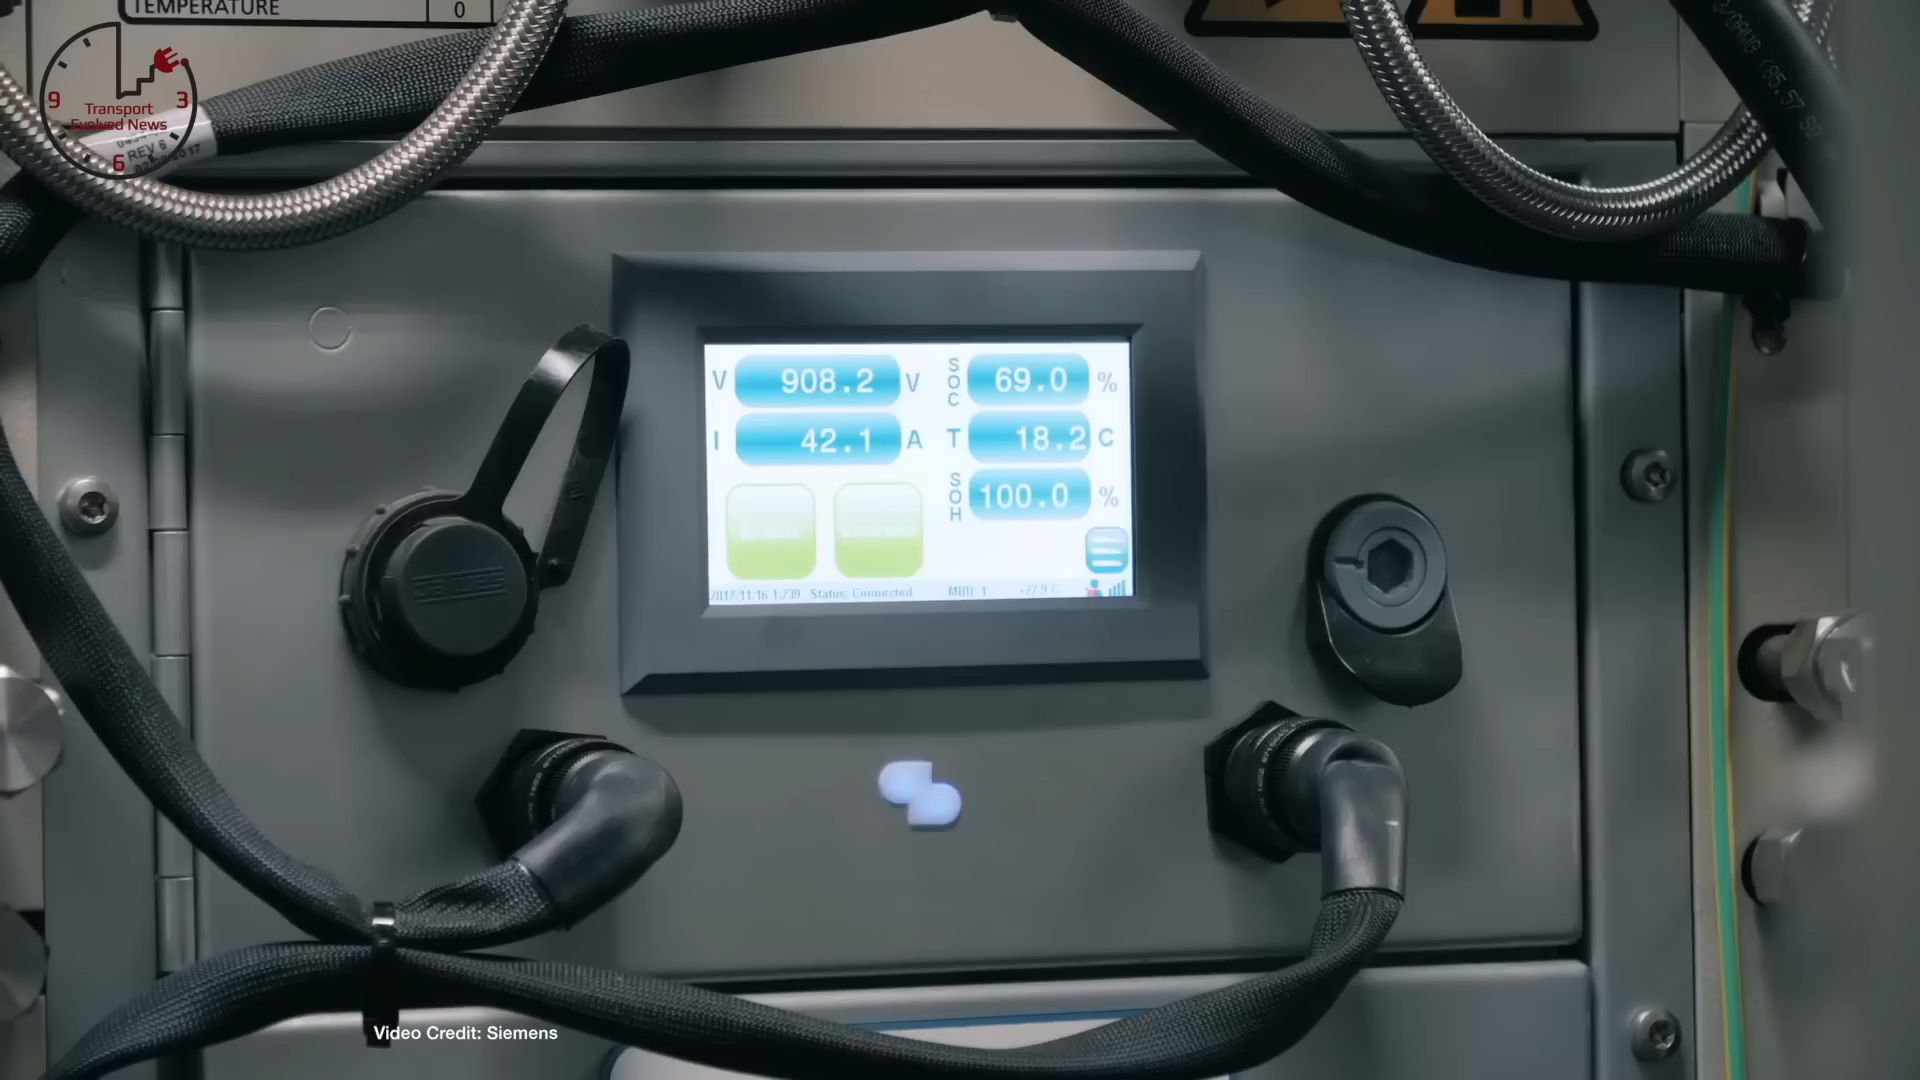 TEMPERATURE
0
Transport
Evolved News
9
3
6
REV 6
V 908.2 V
I 42.1 A
SOC 69.0 %
T 18.2 C
SOH 100.0 %
Status: Connected
Video Credit: Siemens